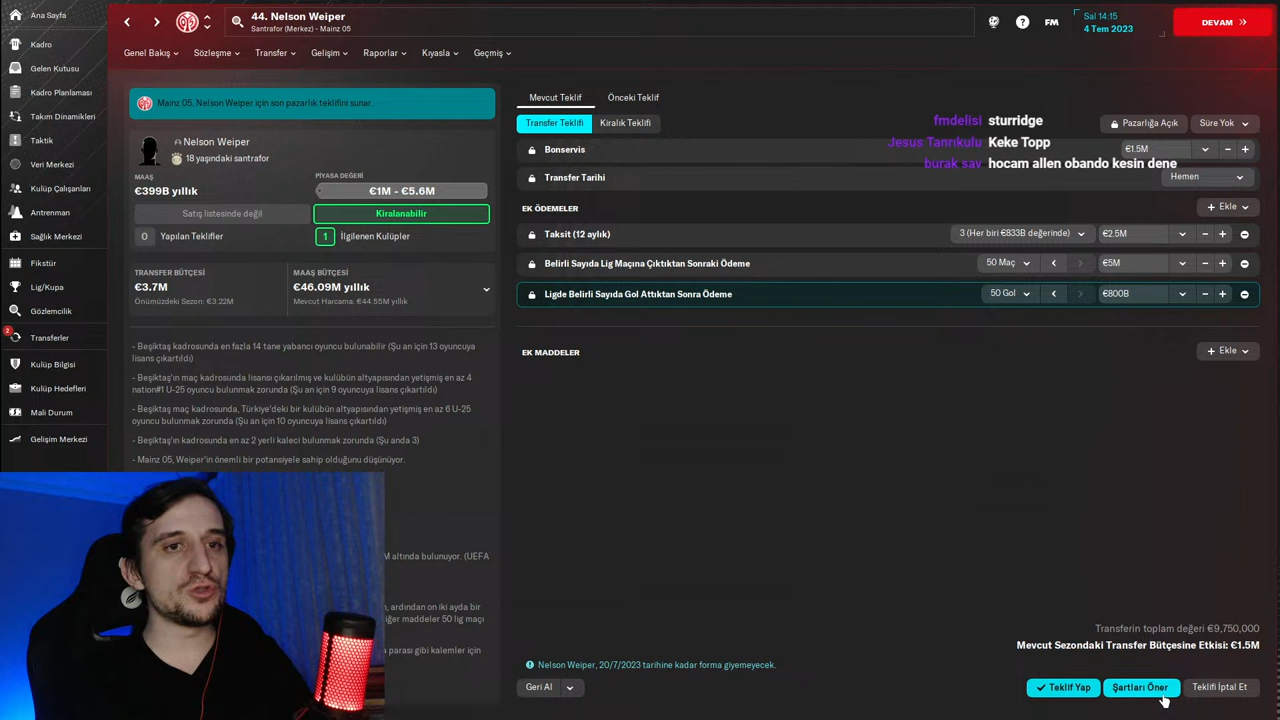 Ana Sayfa
Kadro
Gelen Kutusu
Kadro Planlaması
Takım Dinamikleri
Taktik
Veri Merkezi
Kulüp Çalışanları
Antrenman
Sağlık Merkezi
Fikstür
Lig/Kupa
Gözlemcilik
2
Transferler
Kulüp Bilgisi
Kulüp Hedefleri
Mali Durum
Gelişim Merkezi
44. Nelson Weiper
Santrafor (Merkez) - Mainz 05
FM
Sal 14:15
4 Tem 2023
DEVAM
Genel Bakış Sözleşme Transfer Gelişim Raporlar Kıyasla Geçmiş
Mainz 05, Nelson Weiper için son pazarlık teklifini sunar.
Nelson Weiper
18 yaşındaki santrafor
MAAŞ
€399B yıllık
PİYASA DEĞERİ
€1M - €5.6M
Satış listesinde değil
Kiralanabilir
0 Yapılan Teklifler
1 İlgilenen Kulüpler
TRANSFER BÜTÇESİ
€3.7M
Önümüzdeki Sezon: €3.22M
MAAŞ BÜTÇESİ
€46.09M yıllık
Mevcut Harcama: €44.55M yıllık
- Beşiktaş kadrosunda en fazla 14 tane yabancı oyuncu bulunabilir (Şu an için 13 oyuncuya
lisans çıkartıldı)
- Beşiktaş'ın maç kadrosunda lisansı çıkarılmış ve kulübün altyapısından yetişmiş en az 4
nation#1 U-25 oyuncu bulunmak zorunda (Şu an için 9 oyuncuya lisans çıkartıldı)
- Beşiktaş maç kadrosunda, Türkiye'deki bir kulübün altyapısından yetişmiş en az 6 U-25
oyuncu bulunmak zorunda (Şu an için 10 oyuncuya lisans çıkartıldı)
- Beşiktaş'ın kadrosunda en az 2 yerli kaleci bulunmak zorunda (Şu anda 3)
- Mainz 05, Weiper'in önemli bir potansiyele sahip olduğunu düşünüyor.
M altında bulunuyor. (UEFA
n, ardından on iki ayda bir
iğer maddeler 50 lig maçı
parası gibi kalemler için
Mevcut Teklif Önceki Teklif
Transfer Teklifi Kiralık Teklifi
Pazarlığa Açık
Süre Yok
fmdelisi sturridge
Jesus Tanrıkulu Keke Topp
burak sav hocam allen obando kesin dene
Bonservis €1.5M
Transfer Tarihi Hemen
EK ÖDEMELER
+ Ekle
Taksit (12 aylık) 3 (Her biri €833B değerinde) €2.5M
Belirli Sayıda Lig Maçına Çıktıktan Sonraki Ödeme 50 Maç €5M
Ligde Belirli Sayıda Gol Attıktan Sonra Ödeme 50 Gol €800B
EK MADDELER
+ Ekle
Transferin toplam değeri €9,750,000
Mevcut Sezondaki Transfer Bütçesine Etkisi: €1.5M
Nelson Weiper, 20/7/2023 tarihine kadar forma giyemeyecek.
Geri Al
Teklif Yap
Şartları Öner
Teklifi İptal Et